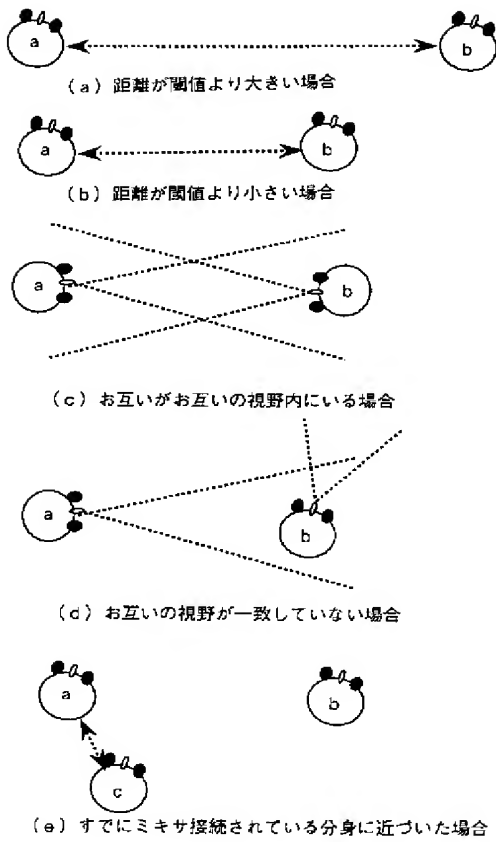 a b
(a) 距離が閾値より大きい場合
a b
(b) 距離が閾値より小さい場合
a b
(c) お互いがお互いの視野内にいる場合
a b
(d) お互いの視野が一致していない場合
a b
c
(e) すでにミキサ接続されている分身に近づいた場合